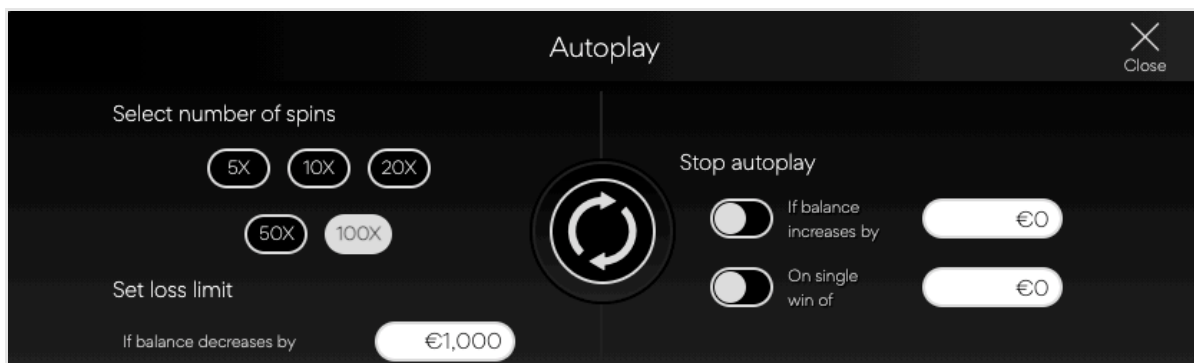 Autoplay
Close
Select number of spins
5X 10X 20X
50X 100X
Set loss limit
If balance decreases by €1,000
Stop autoplay
If balance
increases by €0
On single
win of €0